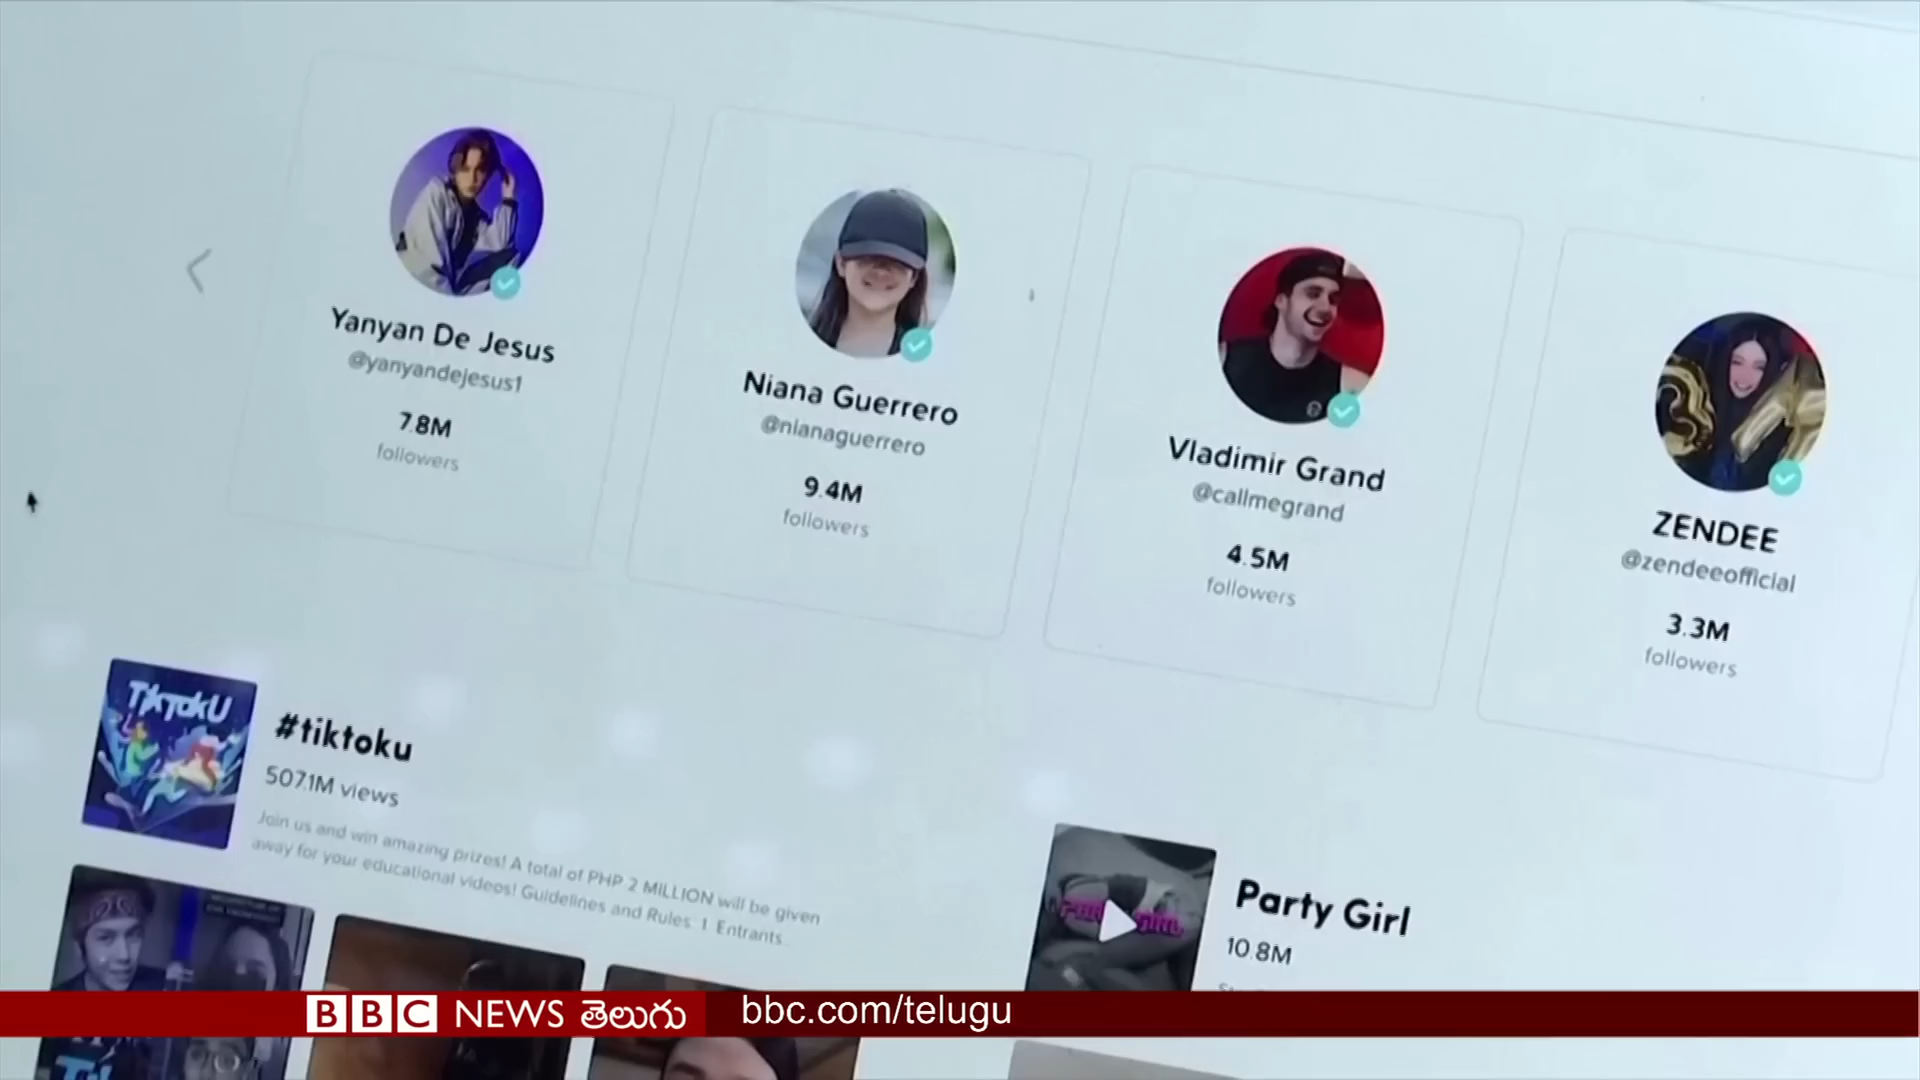 Yanyan De Jesus
@yanyandejesus1
7.8M
followers
Niana Guerrero
@nianaguerrero
9.4M
followers
Vladimir Grand
@callmegrand
4.5M
followers
ZENDEE
@zendeeofficial
3.3M
followers
TikTokU
#tiktoku
507.1M views
Join us and win amazing prizes! A total of PHP 2 MILLION will be given
away for your educational videos! Guidelines and Rules: 1. Entrants...
Party Girl
10.8M
BBC NEWS తెలుగు
bbc.com/telugu